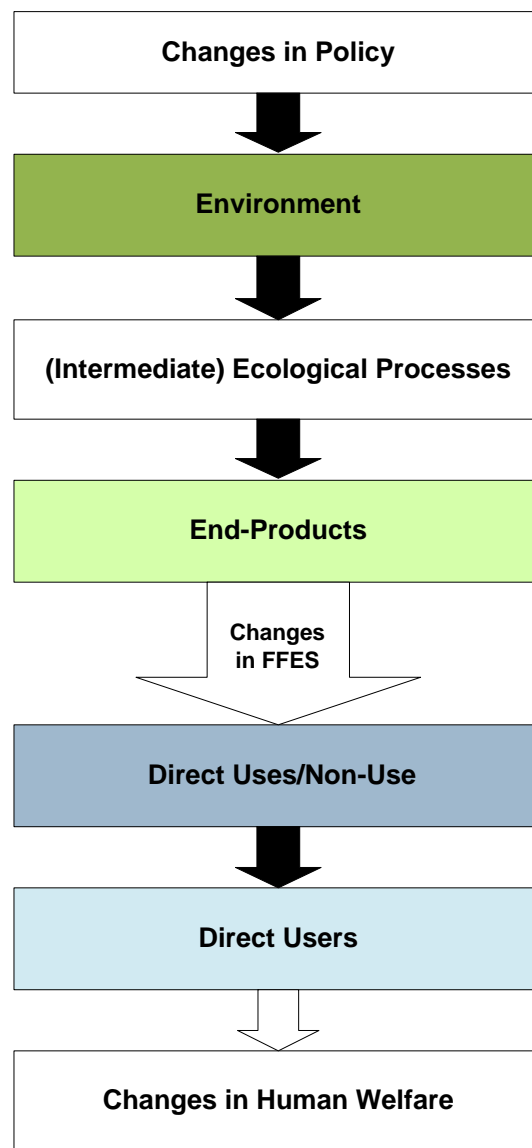 Changes in Policy
Environment
(Intermediate) Ecological Processes
End-Products
Changes
in FFES
Direct Uses/Non-Use
Direct Users
Changes in Human Welfare